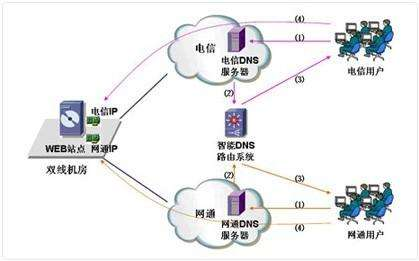 (4)
电信
(1)
电信DNS
服务器
电信用户
(2)
(3)
电信IP
WEB站点
网通IP
双线机房
智能DNS
路由系统
(2)
(3)
网通
(1)
网通DNS
服务器
(4)
网通用户